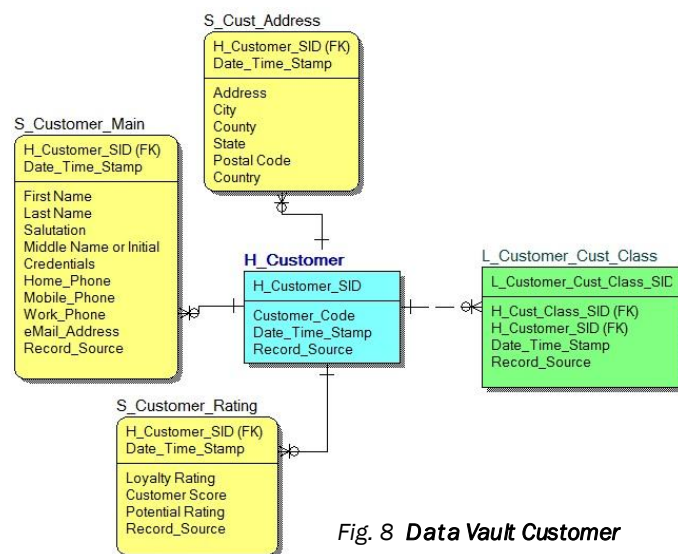 S_Cust_Address
H_Customer_SID (FK)
Date_Time_Stamp
Address
City
County
State
Postal Code
Country
S_Customer_Main
H_Customer_SID (FK)
Date_Time_Stamp
First Name
Last Name
Salutation
Middle Name or Initial
Credentials
Home_Phone
Mobile_Phone
Work_Phone
eMail_Address
Record_Source
H_Customer
H_Customer_SID
Customer_Code
Date_Time_Stamp
Record_Source
L_Customer_Cust_Class
L_Customer_Cust_Class_SID
H_Cust_Class_SID (FK)
H_Customer_SID (FK)
Date_Time_Stamp
Record_Source
S_Customer_Rating
H_Customer_SID (FK)
Date_Time_Stamp
Loyalty Rating
Customer Score
Potential Rating
Record_Source
Fig. 8 Data Vault Customer